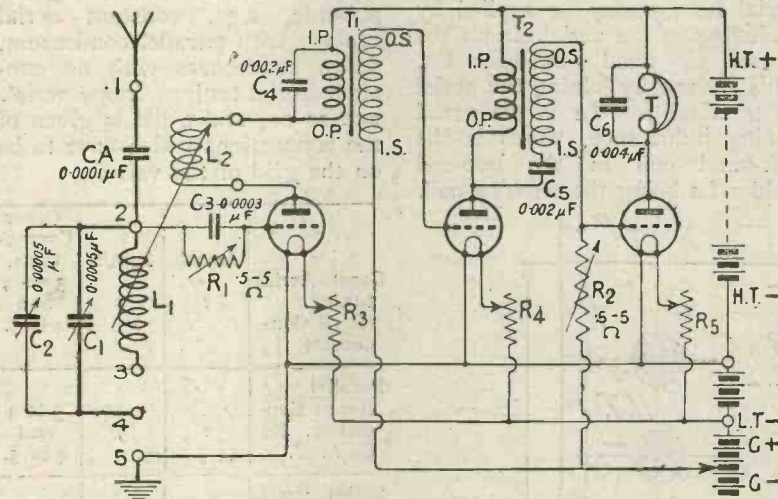 T1
I.P.
O.S.
0.002μF
C4
O.P.
I.S.
T2
I.P.
O.S.
O.P.
I.S.
C5
0.002μF
C6
0.004μF
T
H.T.+
H.T.-
1
CA
0.0001μF
L2
2
C3 0.0003 μF
R1 .5-5 Ω
0.00005 μF
0.0005μF
C2
C1
L1
3
4
5
R3
R4
R2
.5-5 Ω
R5
L.T-
G+
G-